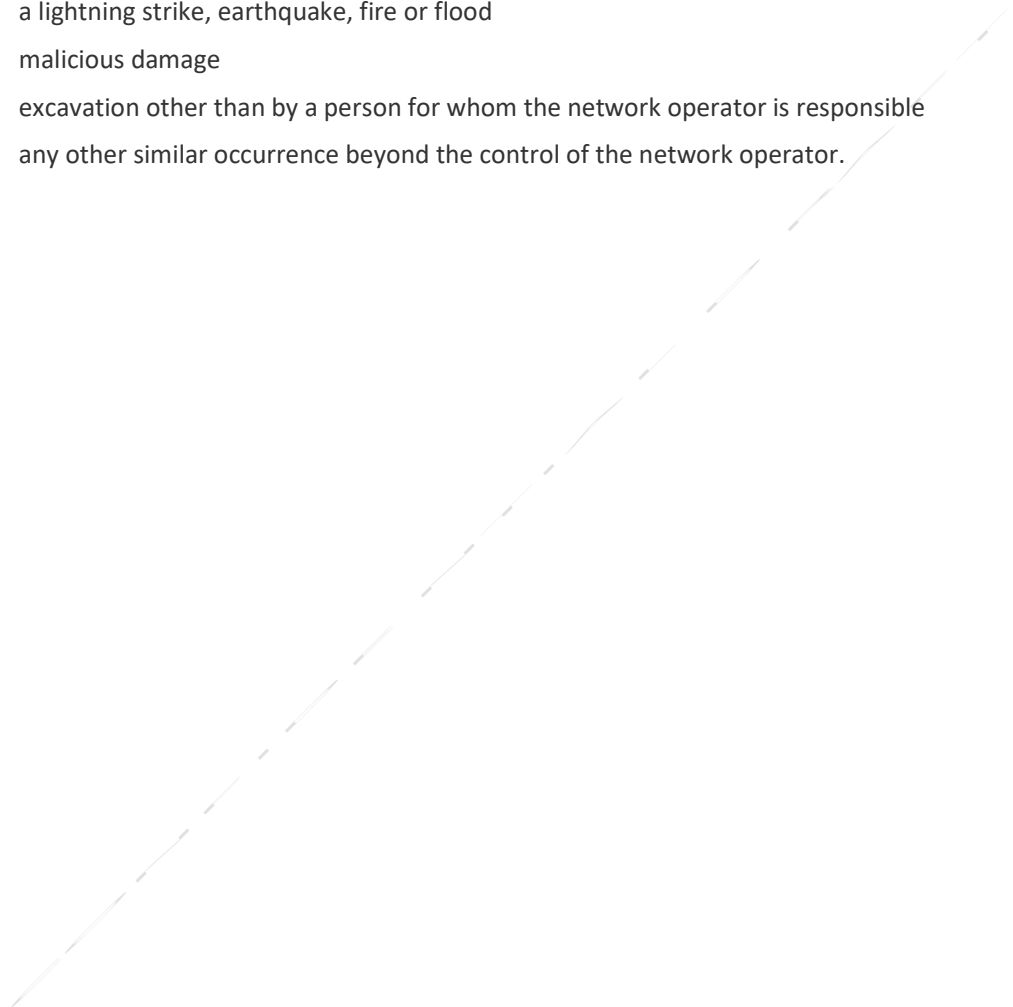 a lightning strike, earthquake, fire or flood
malicious damage
excavation other than by a person for whom the network operator is responsible
any other similar occurrence beyond the control of the network operator.